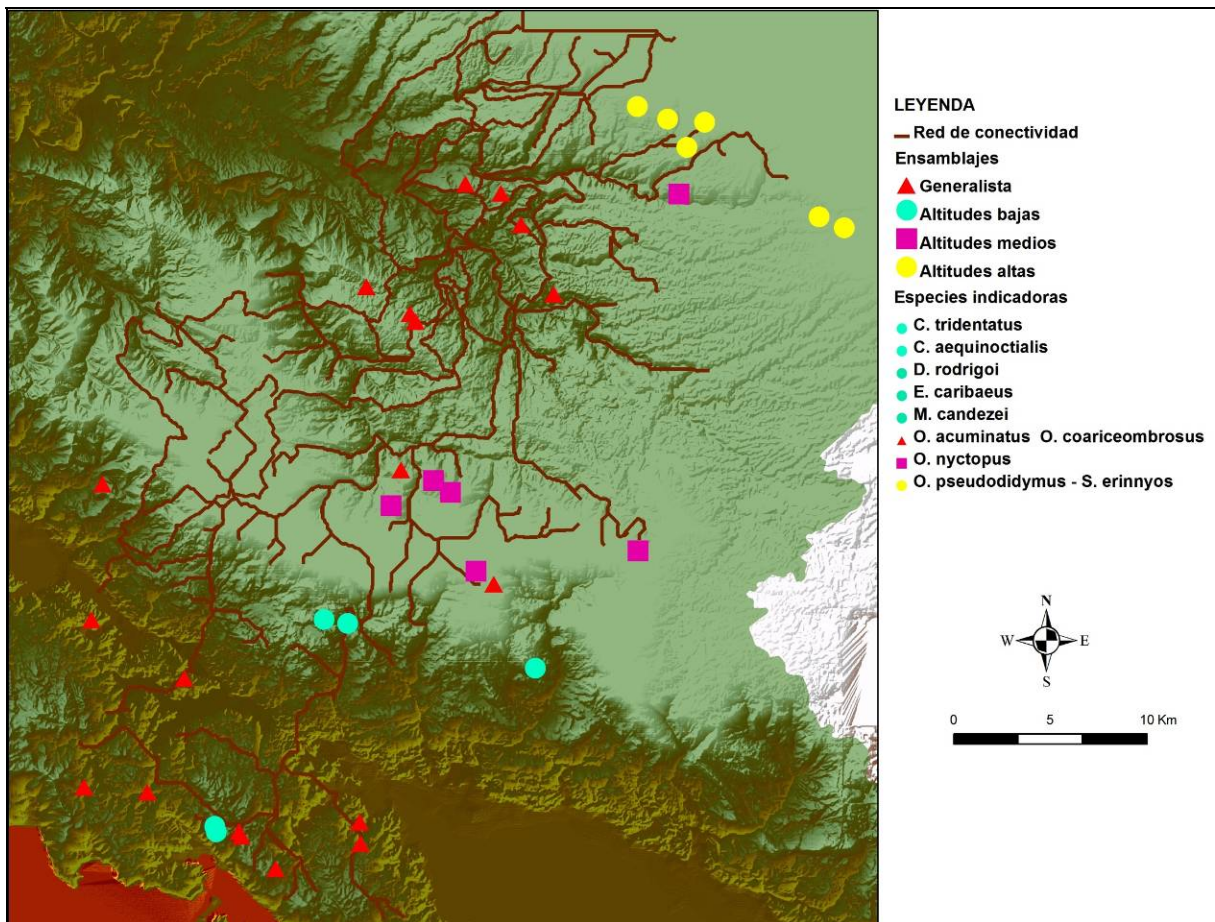 LEYENDA
Red de conectividad
Ensamblajes
Generalista
Altitudes bajas
Altitudes medios
Altitudes altas
Especies indicadoras
C. tridentatus
C. aequinoctialis
D. rodrigoi
E. caribaeus
M. candezei
O. acuminatus O. coariceombrosus
O. nyctopus
O. pseudodidymus - S. erinnyos
N
W E
S
0 5 10 Km